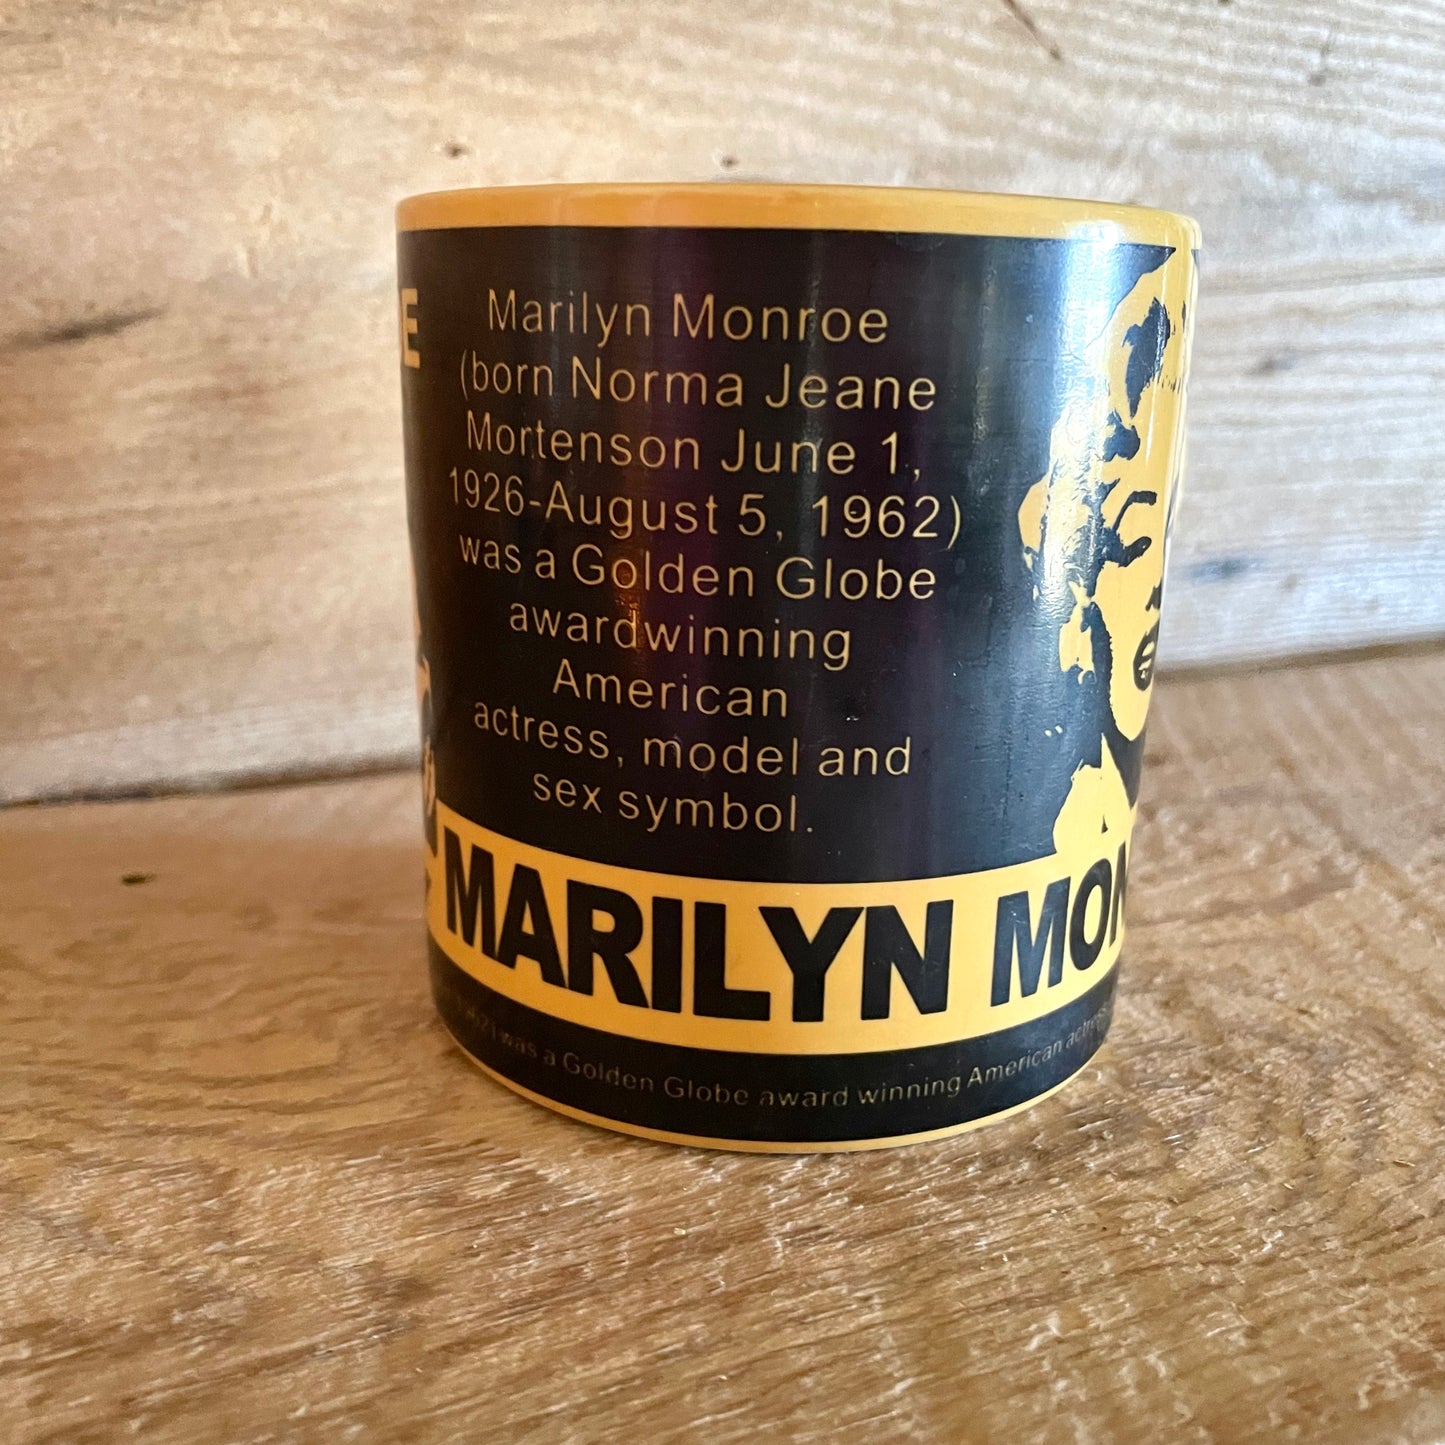 E
Marilyn Monroe
(born Norma Jeane
Mortenson June 1,
1926-August 5, 1962)
was a Golden Globe
awardwinning
American
actress, model and
sex symbol.
MARILYN MON
was a Golden Globe award winning American actress